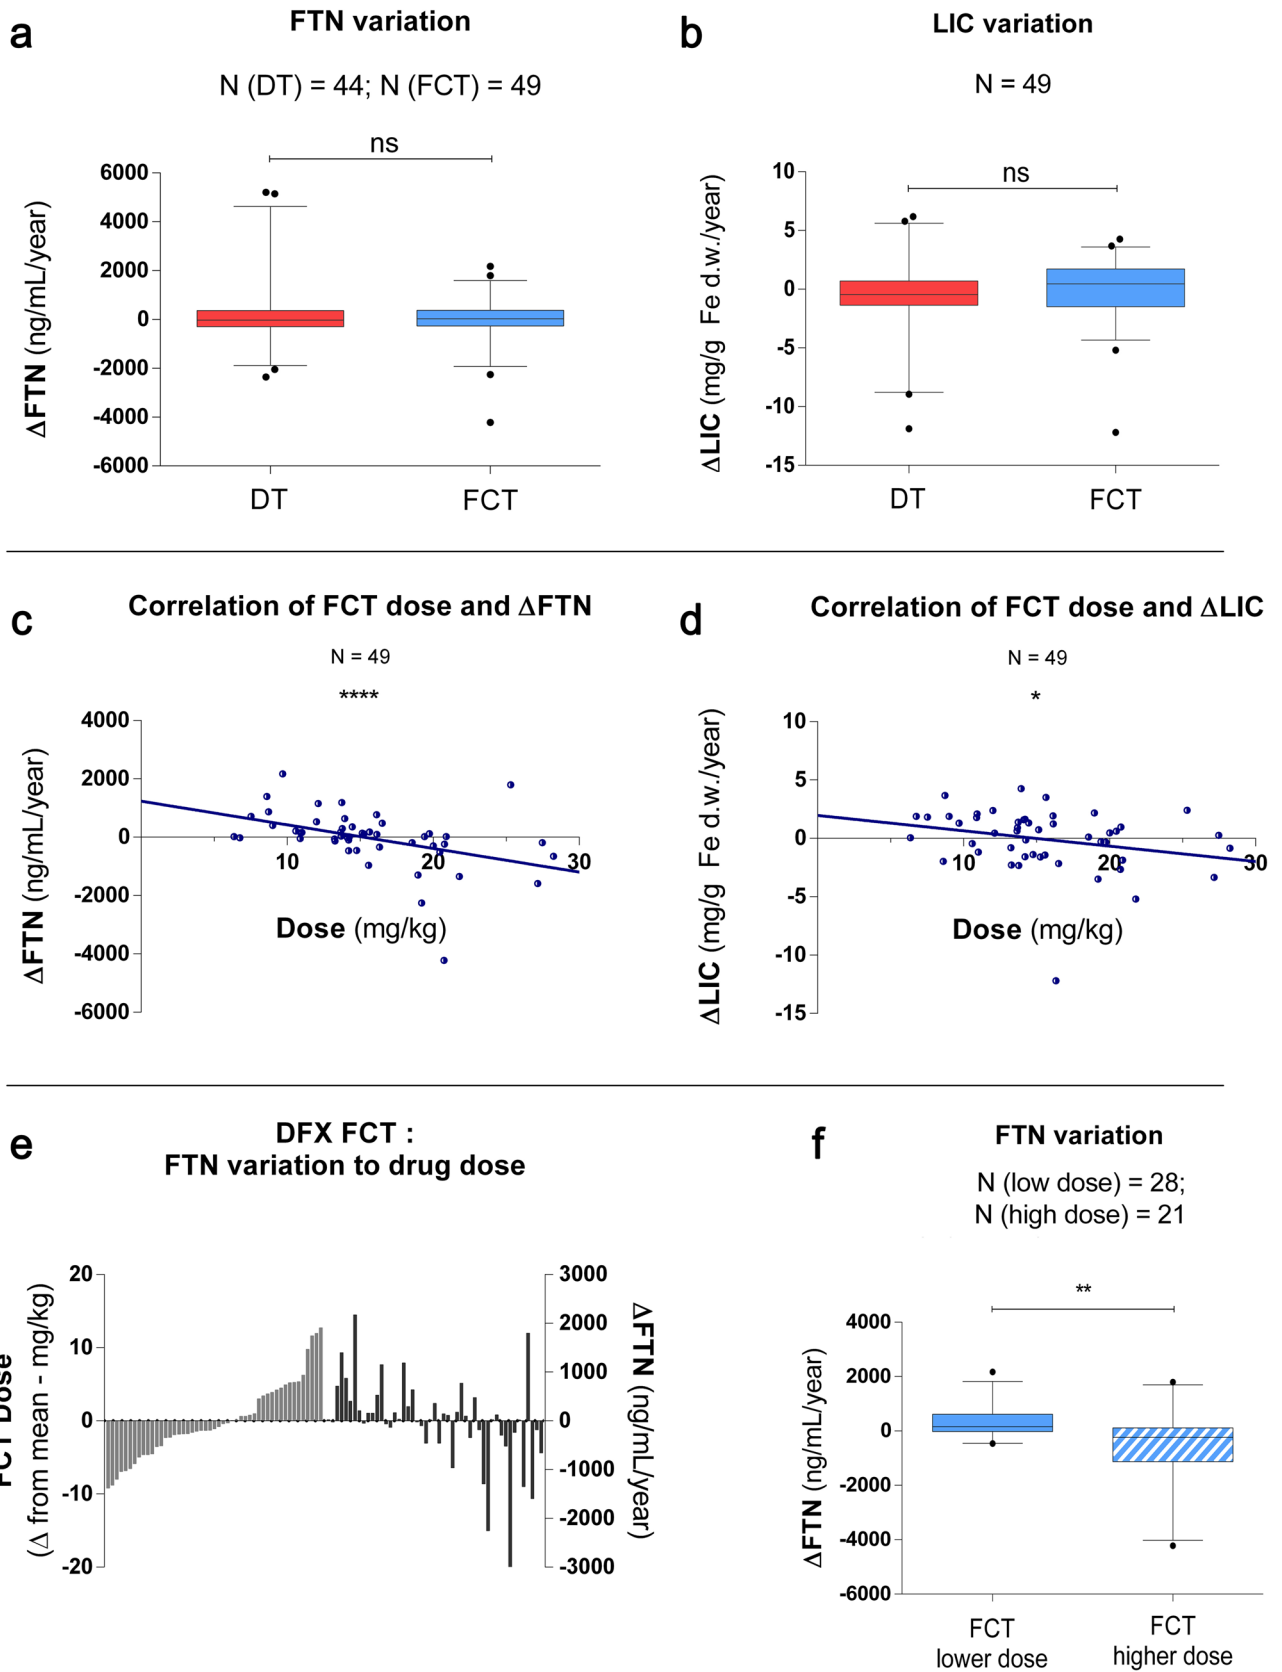 a
FTN variation
N (DT) = 44; N (FCT) = 49
ns
6000
4000
2000
0
-2000
-4000
-6000
ΔFTN (ng/mL/year)
DT
FCT
b
LIC variation
N = 49
ns
10
5
0
-5
-10
-15
ΔLIC (mg/g Fe d.w./year)
DT
FCT
c
Correlation of FCT dose and ΔFTN
N = 49
****
4000
2000
0
-2000
-4000
-6000
ΔFTN (ng/mL/year)
10
20
30
Dose (mg/kg)
d
Correlation of FCT dose and ΔLIC
N = 49
*
10
5
0
-5
-10
-15
ΔLIC (mg/g Fe d.w./year)
10
20
30
Dose (mg/kg)
e
DFX FCT :
FTN variation to drug dose
20
10
0
-10
-20
FCT Dose
(Δ from mean - mg/kg)
3000
2000
1000
0
-1000
-2000
-3000
ΔFTN (ng/mL/year)
f
FTN variation
N (low dose) = 28;
N (high dose) = 21
**
4000
2000
0
-2000
-4000
-6000
ΔFTN (ng/mL/year)
FCT
lower dose
FCT
higher dose